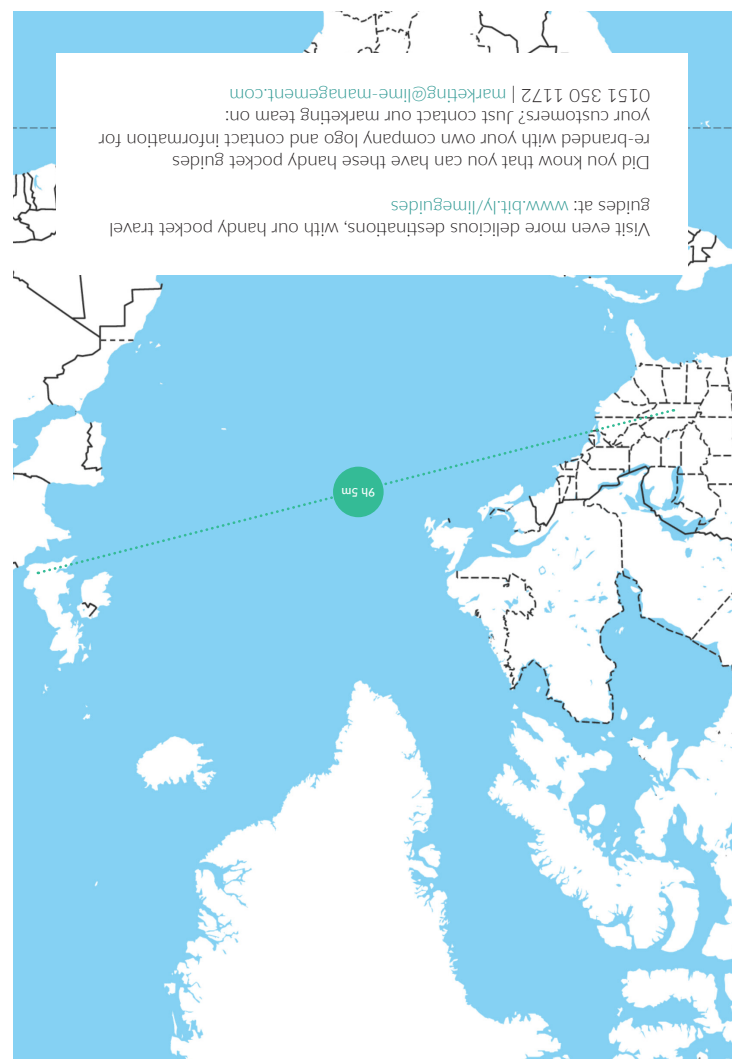 9h 5m
Visit even more delicious destinations, with our handy pocket travel
guides at: www.bit.ly/limeguides
Did you know that you can have these handy pocket guides
re-branded with your own company logo and contact information for
your customers? Just contact our marketing team on:
0151 350 1172 | marketing@lime-management.com